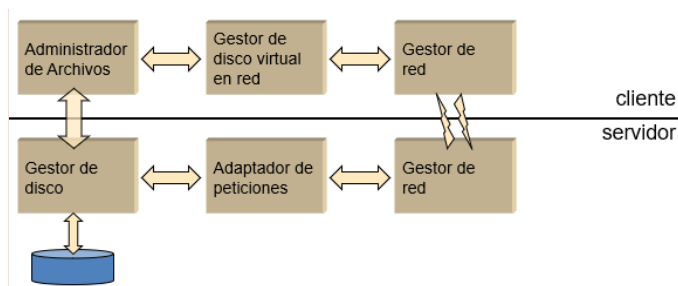 Administrador
de Archivos
Gestor de
disco virtual
en red
Gestor de
red
cliente
servidor
Gestor de
disco
Adaptador de
peticiones
Gestor de
red